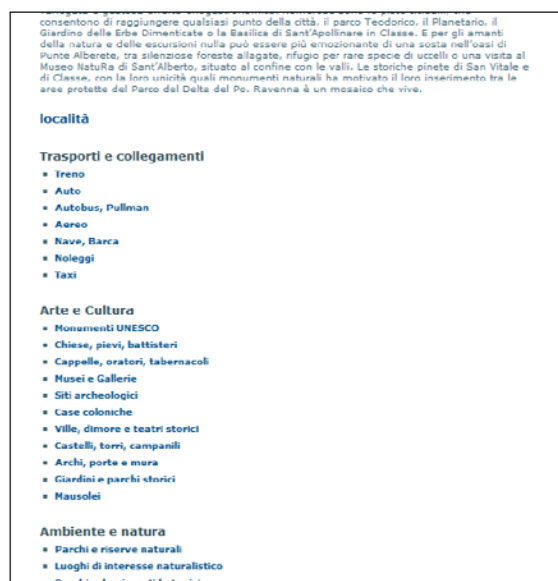 consentono di raggiungere qualsiasi punto della città, il parco Teodorico, il Planetario, il
Giardino delle Erbe Dimenticate o la Basilica di Sant'Apollinare in Classe. E per gli amanti
della natura e delle escursioni nulla può essere più emozionante di una sosta nell'oasi di
Punte Alberete, tra silenziose foreste allagate, rifugio per rare specie di uccelli o una visita al
Museo NatuRa di Sant'Alberto, situato al confine con le valli. Le storiche pinete di San Vitale e
di Classe, con la loro unicità quali monumenti naturali ha motivato il loro inserimento tra le
aree protette del Parco del Delta del Po. Ravenna è un mosaico che vive.
località
Trasporti e collegamenti
Treno
Auto
Autobus, Pullman
Aereo
Nave, Barca
Noleggi
Taxi
Arte e Cultura
Monumenti UNESCO
Chiese, pievi, battisteri
Cappelle, oratori, tabernacoli
Musei e Gallerie
Siti archeologici
Case coloniche
Ville, dimore e teatri storici
Castelli, torri, campanili
Archi, porte e mura
Giardini e parchi storici
Mausolei
Ambiente e natura
Parchi e riserve naturali
Luoghi di interesse naturalistico